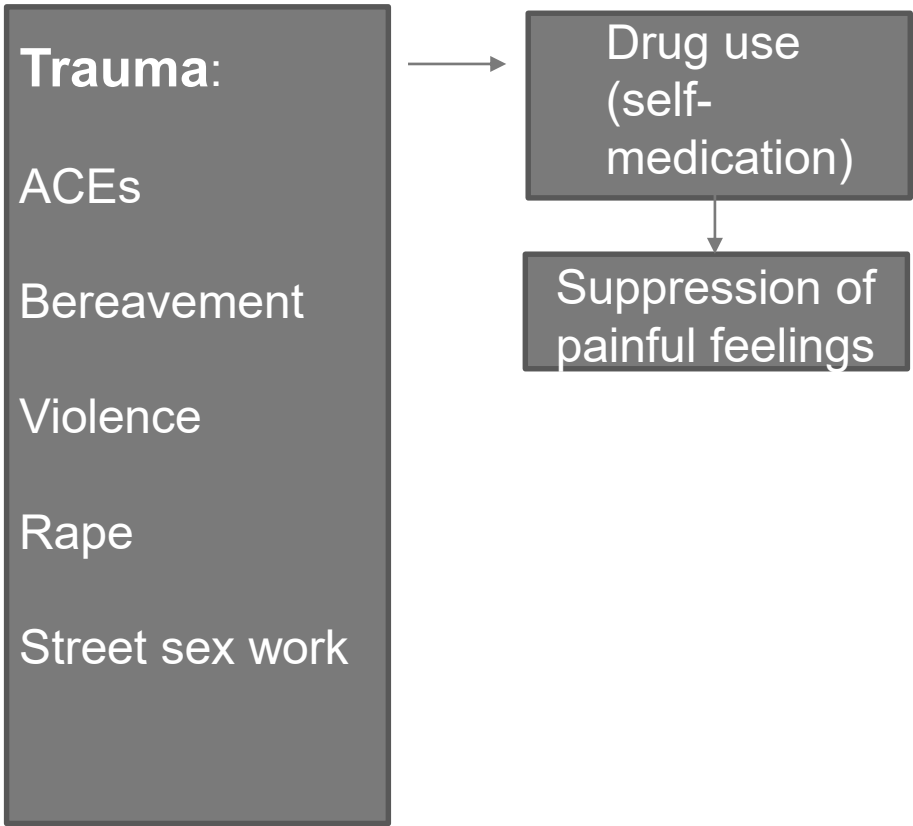 Trauma:
ACEs
Bereavement
Violence
Rape
Street sex work
Drug use
(self-
medication)
Suppression of
painful feelings